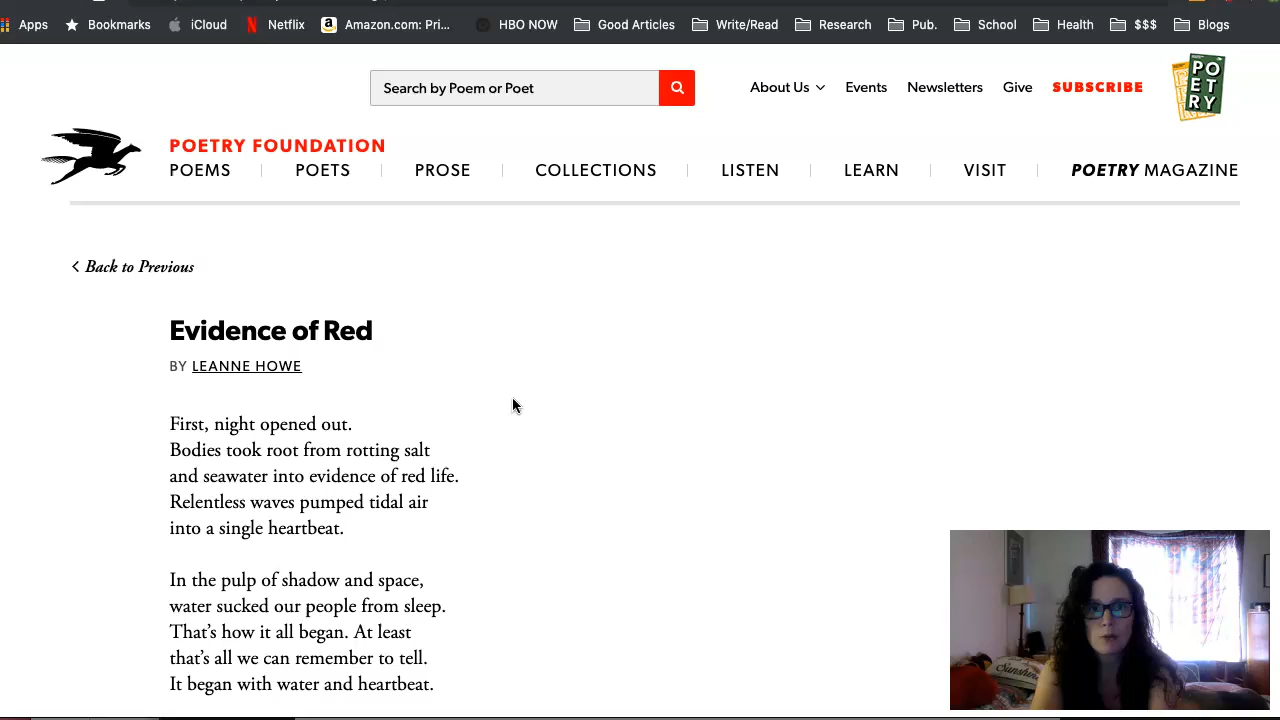 Apps Bookmarks iCloud Netflix Amazon.com: Pri... HBO NOW Good Articles Write/Read Research Pub. School Health $$$ Blogs
Search by Poem or Poet
About Us Events Newsletters Give SUBSCRIBE
PO
ET
RY
POETRY FOUNDATION
POEMS POETS PROSE COLLECTIONS LISTEN LEARN VISIT POETRY MAGAZINE
Back to Previous
Evidence of Red
BY LEANNE HOWE
First, night opened out.
Bodies took root from rotting salt
and seawater into evidence of red life.
Relentless waves pumped tidal air
into a single heartbeat.
In the pulp of shadow and space,
water sucked our people from sleep.
That's how it all began. At least
that's all we can remember to tell.
It began with water and heartbeat.
Sunshine